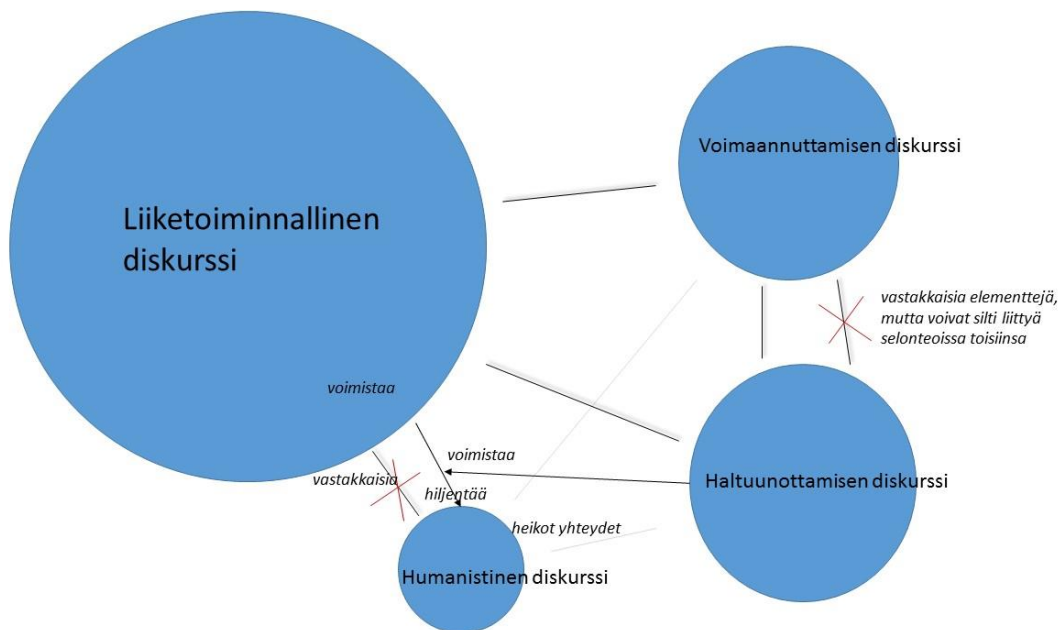 Voimaannuttamisen diskurssi
Liiketoiminnallinen
diskurssi
vastakkaisia elementtejä,
mutta voivat silti liittyä
selonteoissa toisiinsa
voimistaa
voimistaa
vastakkaisia
hiljentää
Haltuunottamisen diskurssi
heikot yhteydet
Humanistinen diskurssi